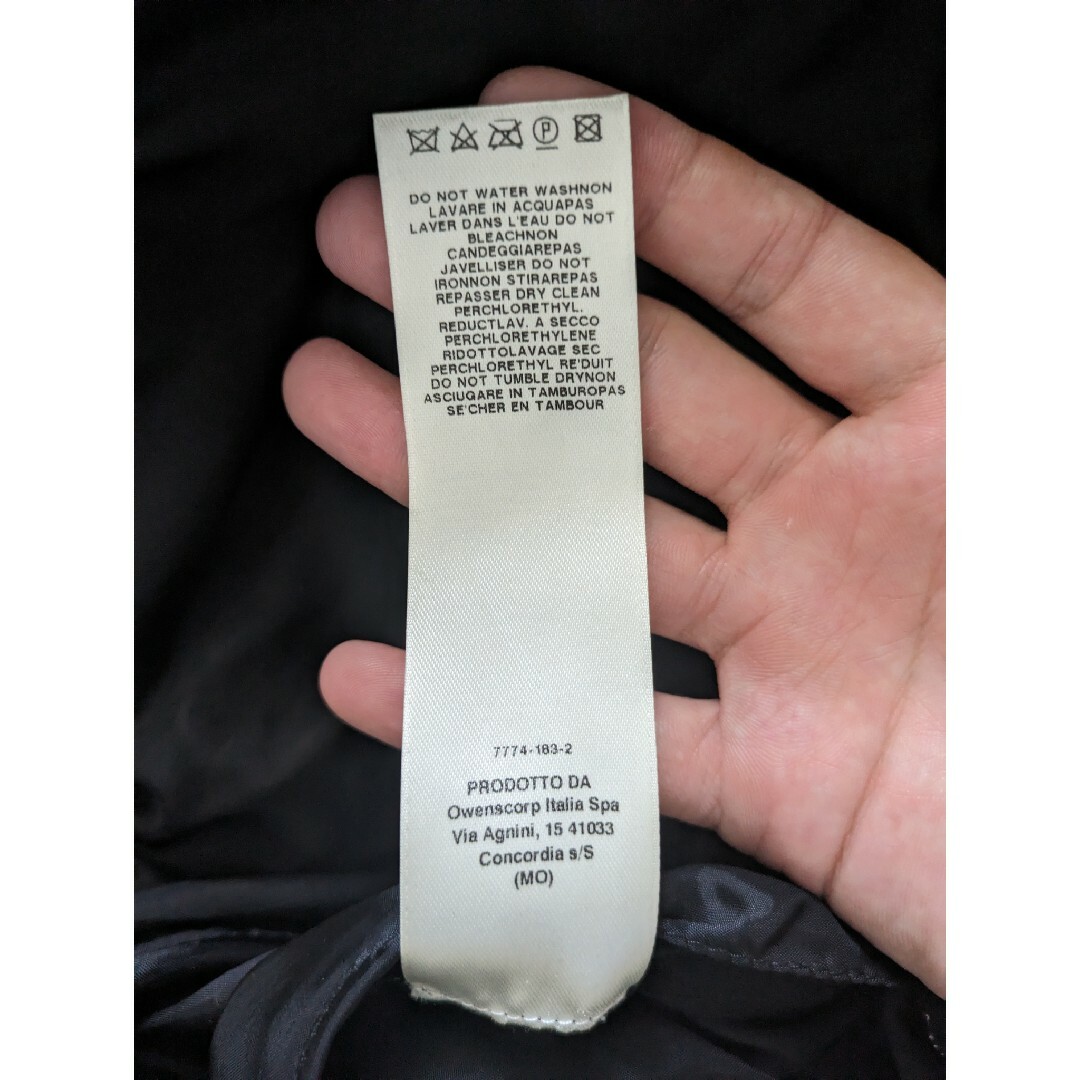 P
DO NOT WATER WASHNON
LAVARE IN ACQUAPAS
LAVER DANS L'EAU DO NOT
BLEACHNON
CANDEGGIAREPAS
JAVELLISER DO NOT
IRONNON STIRAREPAS
REPASSER DRY CLEAN
PERCHLORETHYL.
REDUCTLAV. A SECCO
PERCHLORETHYLENE
RIDOTTOLAVAGE SEC
PERCHLORETHYL RE'DUIT
DO NOT TUMBLE DRYNON
ASCIUGARE IN TAMBUROPAS
SE'CHER EN TAMBOUR
7774-183-2
PRODOTTO DA
Owenscorp Italia Spa
Via Agnini, 15 41033
Concordia s/S
(MO)